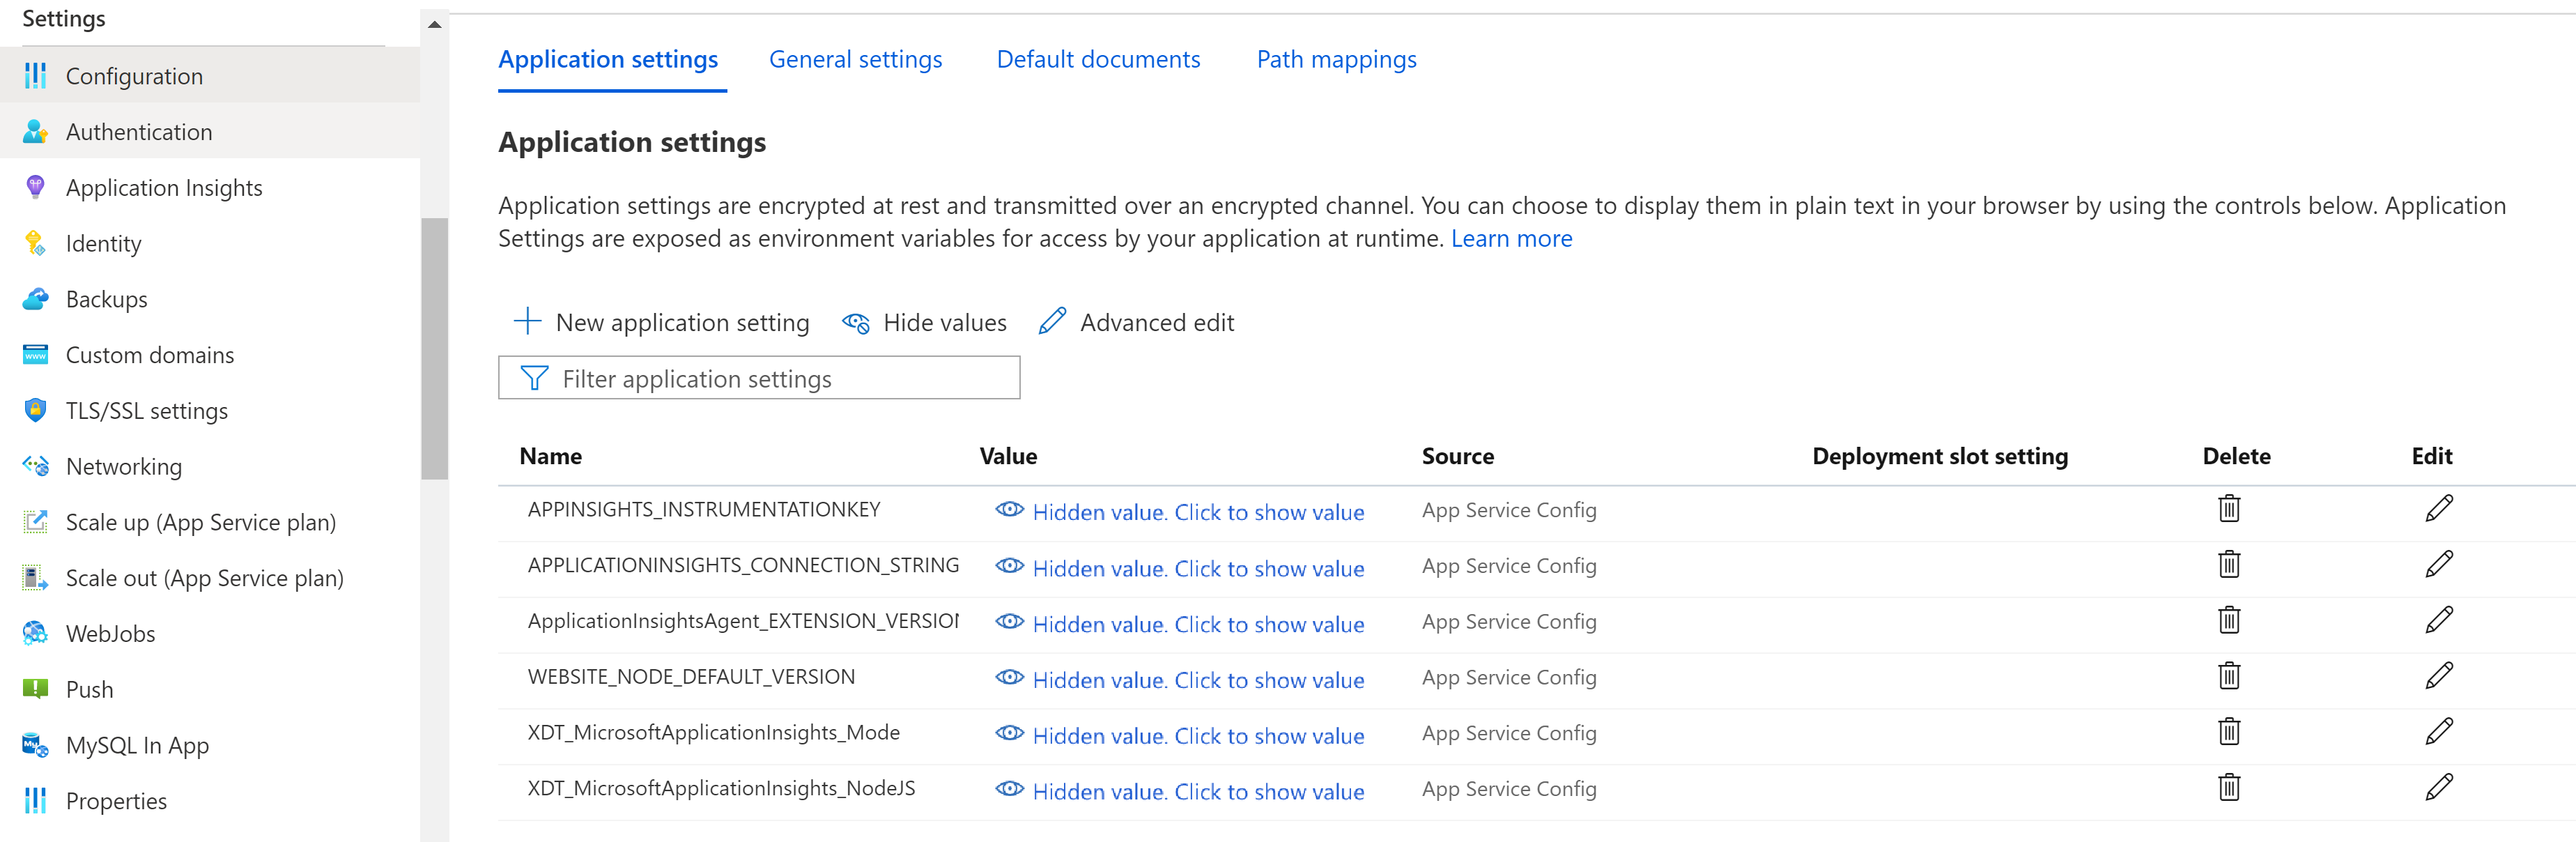 Settings
Configuration
Authentication
Application Insights
Identity
Backups
Custom domains
TLS/SSL settings
Networking
Scale up (App Service plan)
Scale out (App Service plan)
WebJobs
Push
MySQL In App
Properties
Application settings General settings Default documents Path mappings
Application settings
Application settings are encrypted at rest and transmitted over an encrypted channel. You can choose to display them in plain text in your browser by using the controls below. Application
Settings are exposed as environment variables for access by your application at runtime. Learn more
New application setting Hide values Advanced edit
Filter application settings
Name Value Source Deployment slot setting Delete Edit
APPINSIGHTS_INSTRUMENTATIONKEY Hidden value. Click to show value App Service Config
APPLICATIONINSIGHTS_CONNECTION_STRING Hidden value. Click to show value App Service Config
ApplicationInsightsAgent_EXTENSION_VERSION Hidden value. Click to show value App Service Config
WEBSITE_NODE_DEFAULT_VERSION Hidden value. Click to show value App Service Config
XDT_MicrosoftApplicationInsights_Mode Hidden value. Click to show value App Service Config
XDT_MicrosoftApplicationInsights_NodeJS Hidden value. Click to show value App Service Config